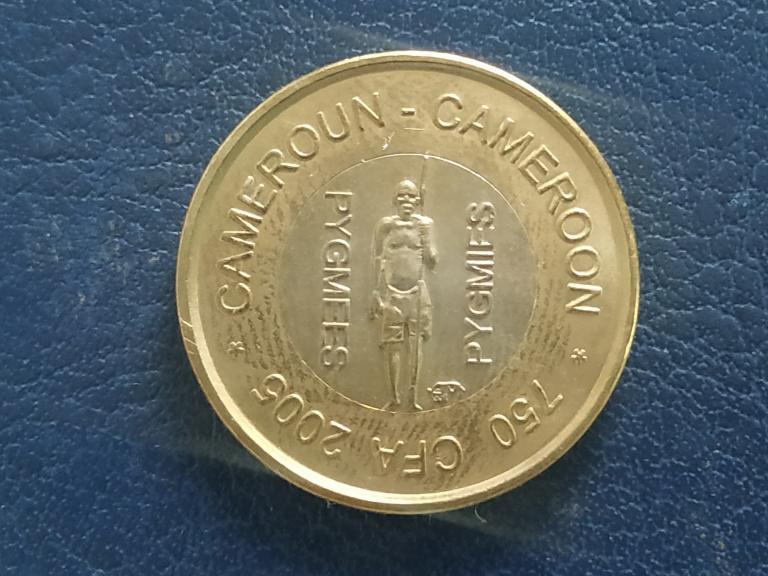 CAMEROUN - CAMEROON
PYGMEES
PYGMIES
* 750 CFA 2005 *